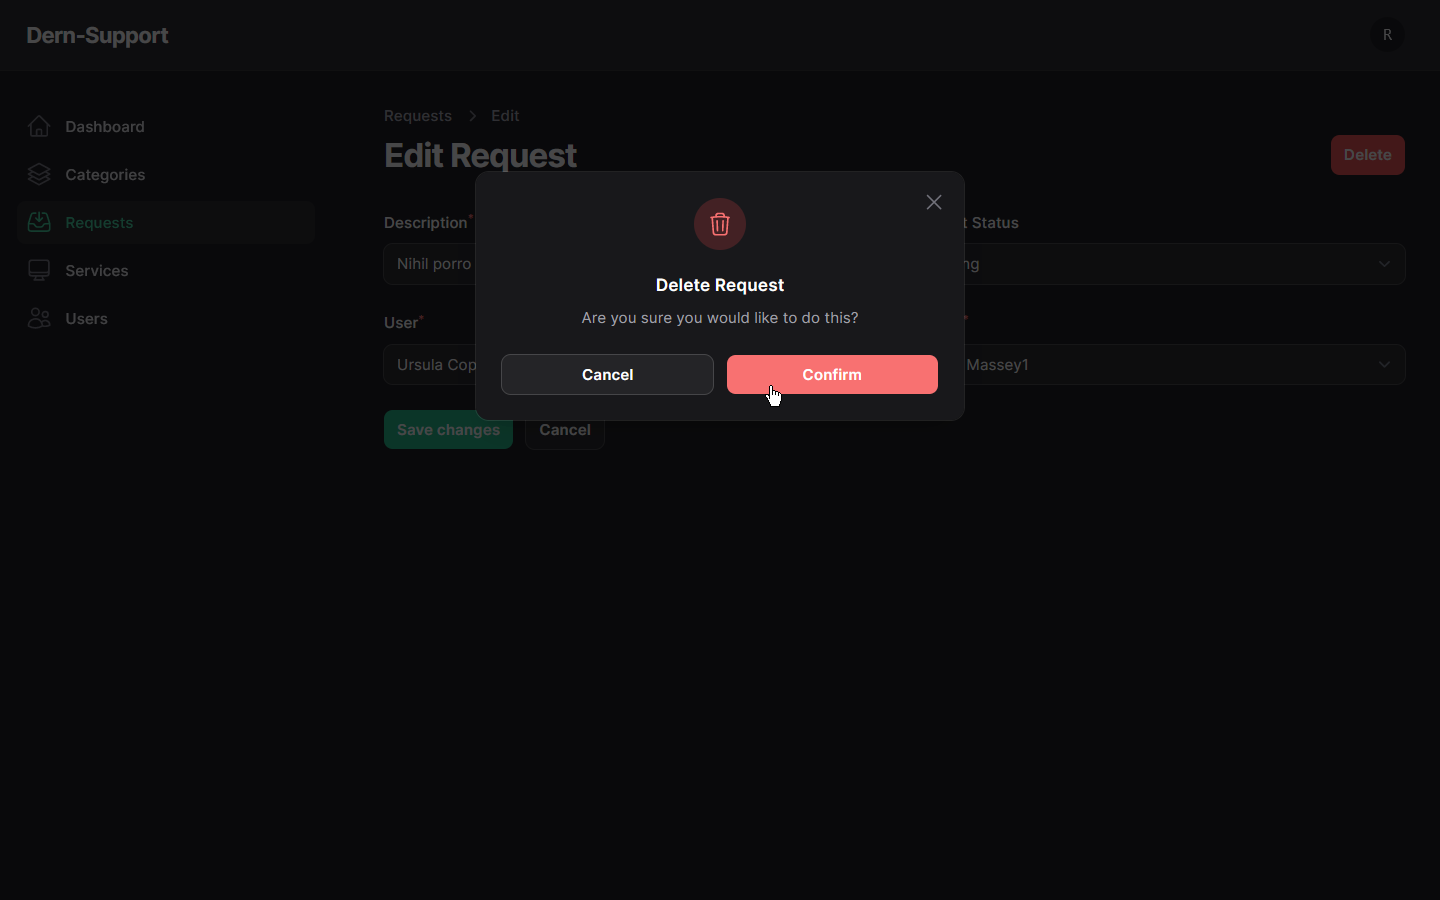 Dern-Support
R
Dashboard
Categories
Requests
Services
Users
Requests > Edit
Edit Request
Delete
Description*
Status
Nihil porro
User*
*
Ursula Cop
Massey1
Save changes
Cancel
Delete Request
Are you sure you would like to do this?
Cancel
Confirm